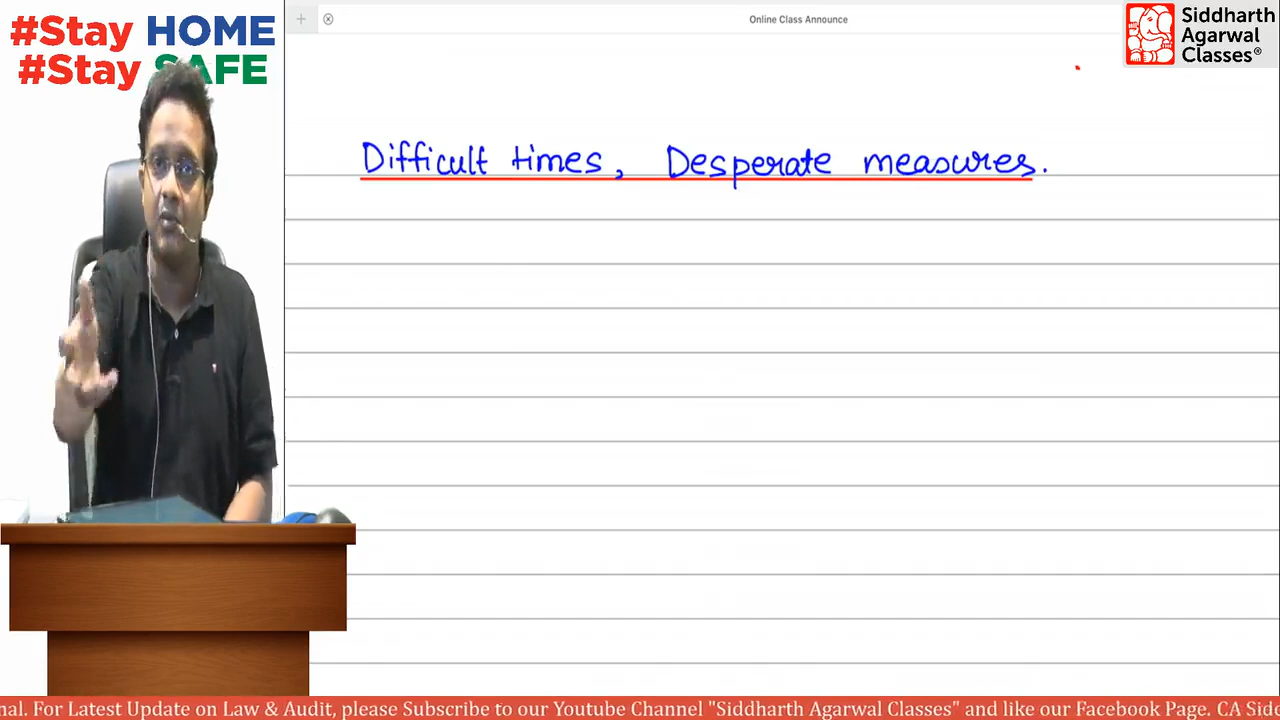 #Stay HOME
#Stay SAFE
Online Class Announce
Siddharth
Agarwal
Classes®
Difficult times, Desperate measures.
nal. For Latest Update on Law & Audit, please Subscribe to our Youtube Channel "Siddharth Agarwal Classes" and like our Facebook Page. CA Sid